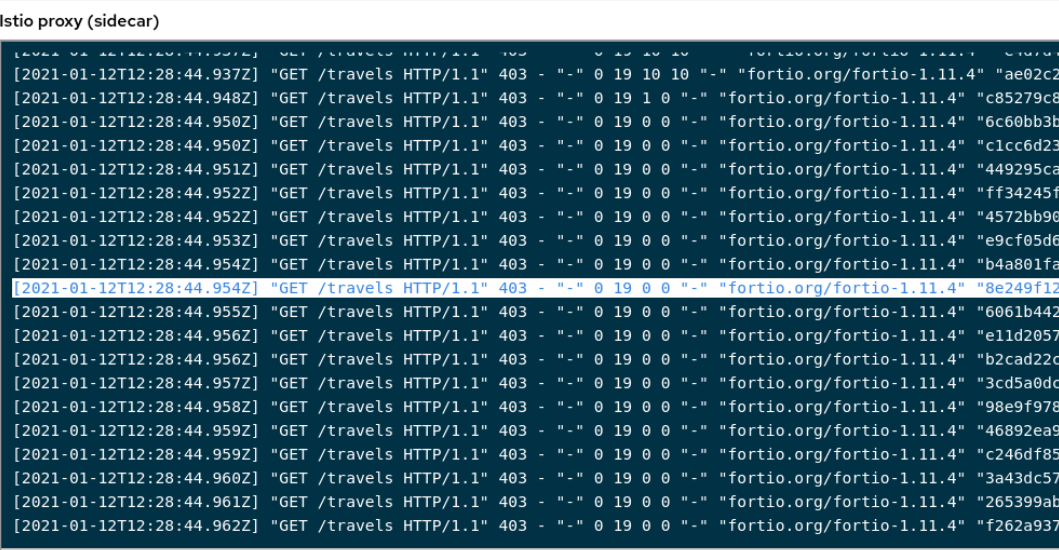 Istio proxy (sidecar)
[2021-01-12T12:28:44.937Z] "GET /travels HTTP/1.1" 403 - "-" 0 19 10 10 "-" "fortio.org/fortio-1.11.4" "ae02c2
[2021-01-12T12:28:44.948Z] "GET /travels HTTP/1.1" 403 - "-" 0 19 1 0 "-" "fortio.org/fortio-1.11.4" "c85279c8
[2021-01-12T12:28:44.950Z] "GET /travels HTTP/1.1" 403 - "-" 0 19 0 0 "-" "fortio.org/fortio-1.11.4" "6c60bb3b
[2021-01-12T12:28:44.950Z] "GET /travels HTTP/1.1" 403 - "-" 0 19 0 0 "-" "fortio.org/fortio-1.11.4" "c1cc6d23
[2021-01-12T12:28:44.951Z] "GET /travels HTTP/1.1" 403 - "-" 0 19 0 0 "-" "fortio.org/fortio-1.11.4" "449295ca
[2021-01-12T12:28:44.952Z] "GET /travels HTTP/1.1" 403 - "-" 0 19 0 0 "-" "fortio.org/fortio-1.11.4" "ff34245f
[2021-01-12T12:28:44.952Z] "GET /travels HTTP/1.1" 403 - "-" 0 19 0 0 "-" "fortio.org/fortio-1.11.4" "4572bb90
[2021-01-12T12:28:44.953Z] "GET /travels HTTP/1.1" 403 - "-" 0 19 0 0 "-" "fortio.org/fortio-1.11.4" "e9cf05d6
[2021-01-12T12:28:44.954Z] "GET /travels HTTP/1.1" 403 - "-" 0 19 0 0 "-" "fortio.org/fortio-1.11.4" "b4a801fa
[2021-01-12T12:28:44.954Z] "GET /travels HTTP/1.1" 403 - "-" 0 19 0 0 "-" "fortio.org/fortio-1.11.4" "8e249f12
[2021-01-12T12:28:44.955Z] "GET /travels HTTP/1.1" 403 - "-" 0 19 0 0 "-" "fortio.org/fortio-1.11.4" "6061b442
[2021-01-12T12:28:44.956Z] "GET /travels HTTP/1.1" 403 - "-" 0 19 0 0 "-" "fortio.org/fortio-1.11.4" "e11d2057
[2021-01-12T12:28:44.956Z] "GET /travels HTTP/1.1" 403 - "-" 0 19 0 0 "-" "fortio.org/fortio-1.11.4" "b2cad22c
[2021-01-12T12:28:44.957Z] "GET /travels HTTP/1.1" 403 - "-" 0 19 0 0 "-" "fortio.org/fortio-1.11.4" "3cd5a0dc
[2021-01-12T12:28:44.958Z] "GET /travels HTTP/1.1" 403 - "-" 0 19 0 0 "-" "fortio.org/fortio-1.11.4" "98e9f978
[2021-01-12T12:28:44.959Z] "GET /travels HTTP/1.1" 403 - "-" 0 19 0 0 "-" "fortio.org/fortio-1.11.4" "46892ea9
[2021-01-12T12:28:44.959Z] "GET /travels HTTP/1.1" 403 - "-" 0 19 0 0 "-" "fortio.org/fortio-1.11.4" "c246df85
[2021-01-12T12:28:44.960Z] "GET /travels HTTP/1.1" 403 - "-" 0 19 0 0 "-" "fortio.org/fortio-1.11.4" "3a43dc57
[2021-01-12T12:28:44.961Z] "GET /travels HTTP/1.1" 403 - "-" 0 19 0 0 "-" "fortio.org/fortio-1.11.4" "265399ab
[2021-01-12T12:28:44.962Z] "GET /travels HTTP/1.1" 403 - "-" 0 19 0 0 "-" "fortio.org/fortio-1.11.4" "f262a937